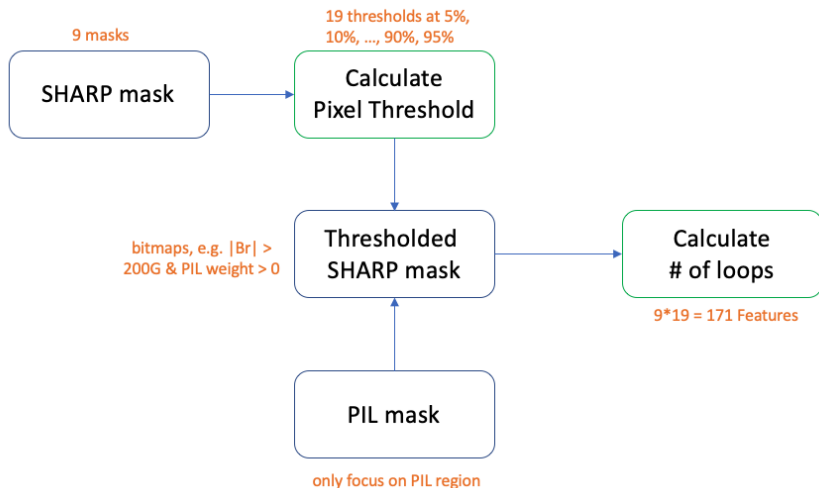 9 masks
19 thresholds at 5%,
10%, ..., 90%, 95%
SHARP mask
Calculate
Pixel Threshold
bitmaps, e.g. |Br| >
200G & PIL weight > 0
Thresholded
SHARP mask
Calculate
# of loops
9*19 = 171 Features
PIL mask
only focus on PIL region